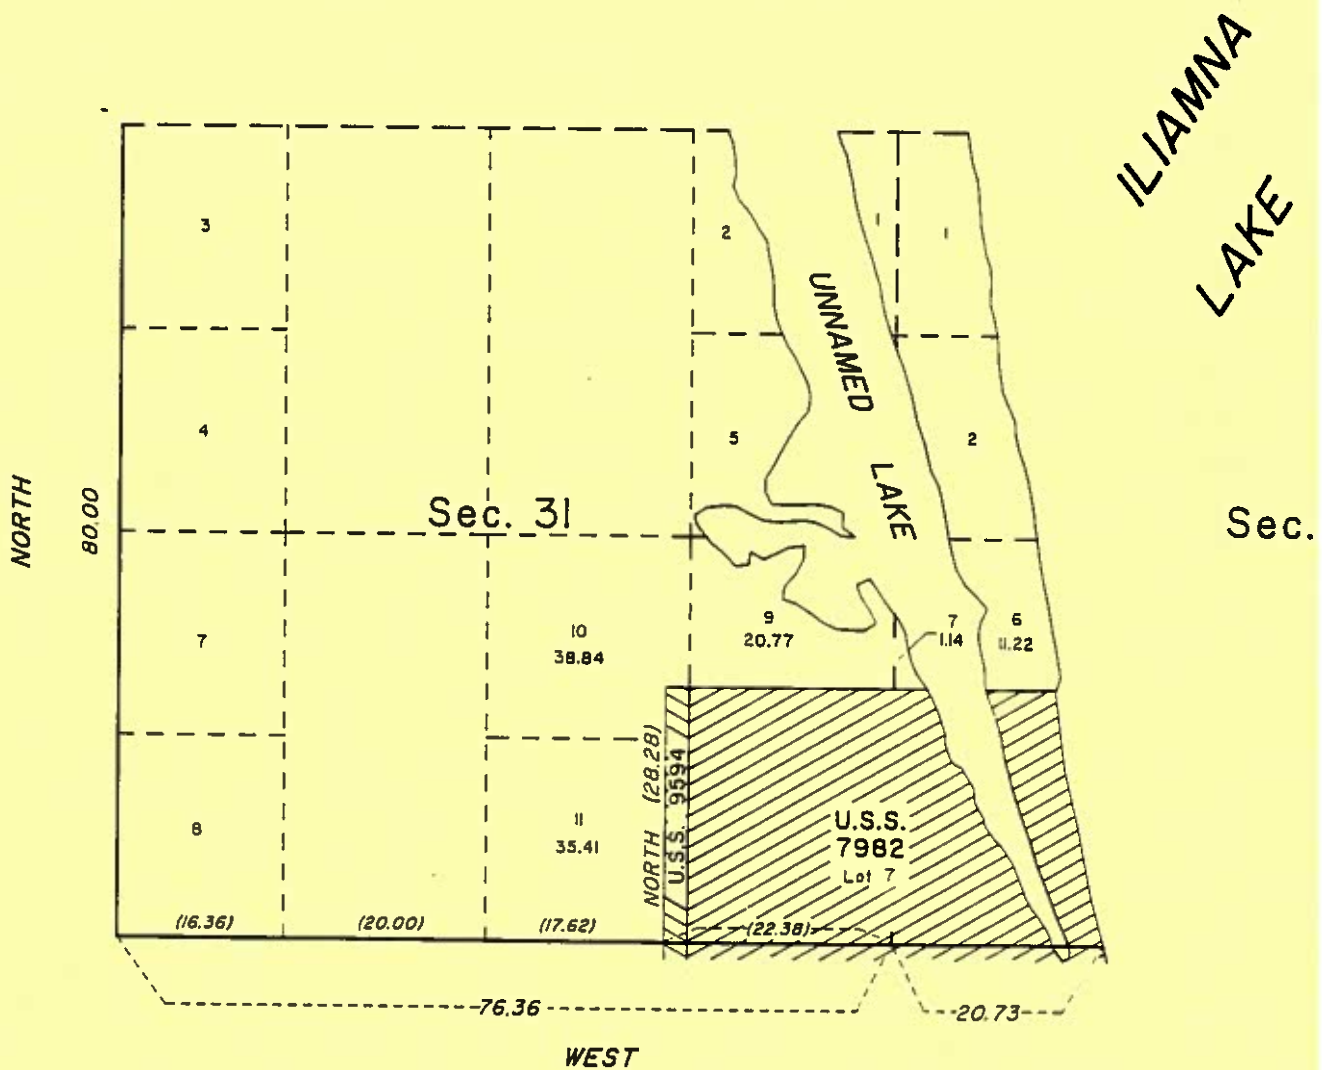 ILIAMNA
LAKE
3
2
1
1
UNNAMED
LAKE
4
5
2
NORTH
80.00
Sec. 31
Sec.
7
10
38.84
9
20.77
7
1.14
6
11.22
8
11
35.41
NORTH (28.28)
U.S.S. 9594
U.S.S.
7982
Lot 7
(16.36)
(20.00)
(17.62)
(22.38)
76.36
20.73
WEST